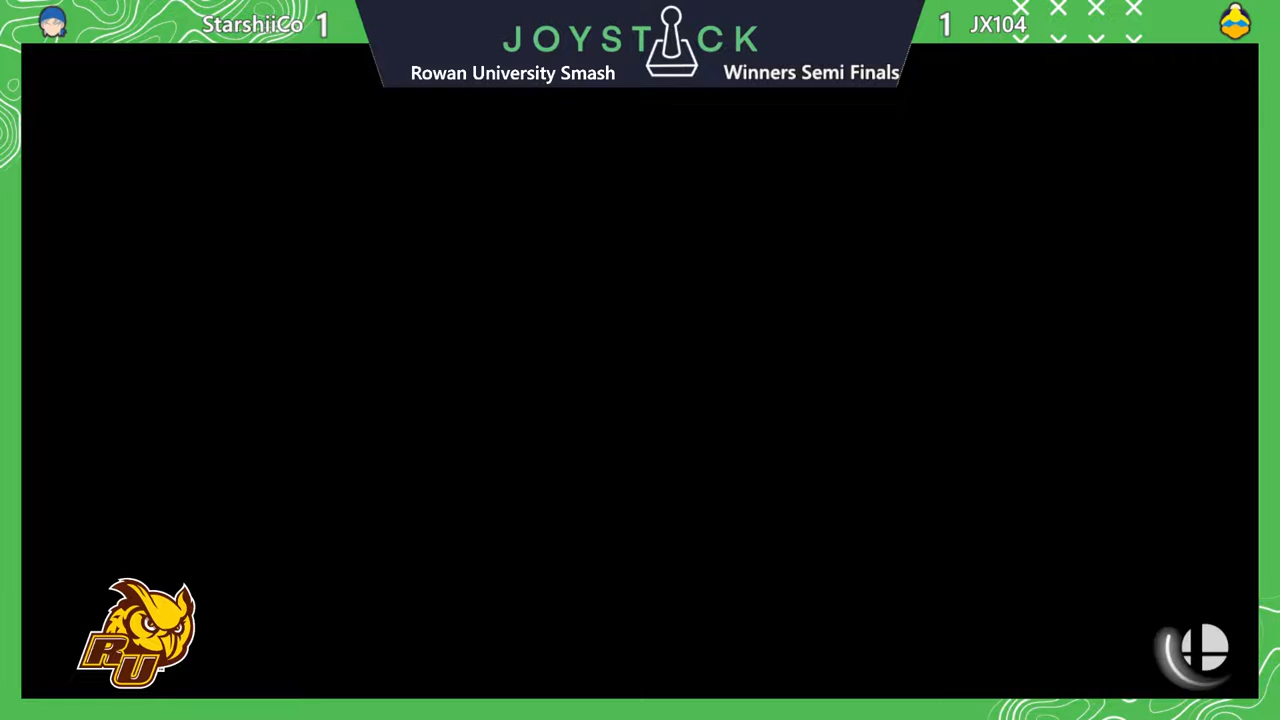 StarshiiCo 1
JOYSTICK
1 JX104
Rowan University Smash
Winners Semi Finals
RU